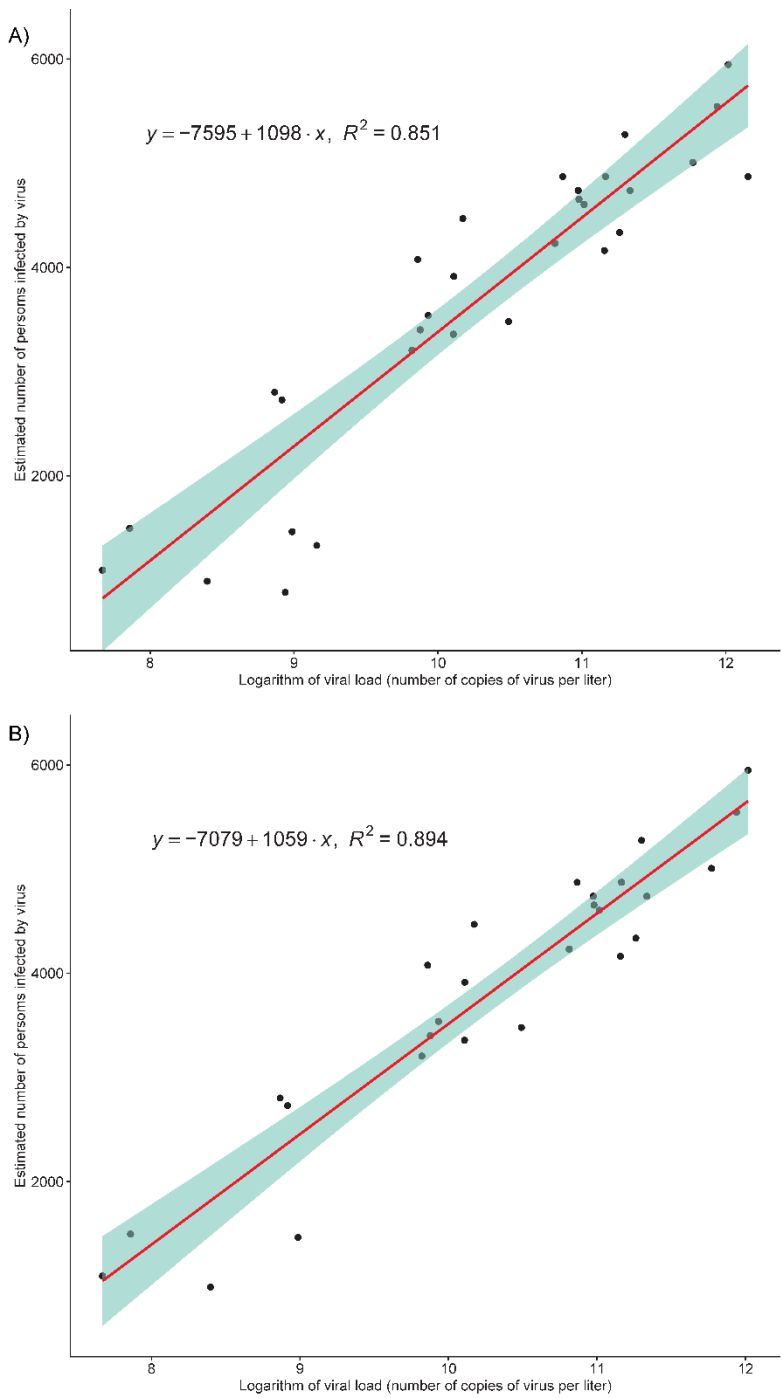 A)
y = −7595 + 1098 · x, R² = 0.851
6000
4000
2000
Estimated number of persoms infected by virus
8 9 10 11 12
Logarithm of viral load (number of copies of virus per liter)
B)
y = −7079 + 1059 · x, R² = 0.894
6000
4000
2000
Estimated number of persoms infected by virus
8 9 10 11 12
Logarithm of viral load (number of copies of virus per liter)